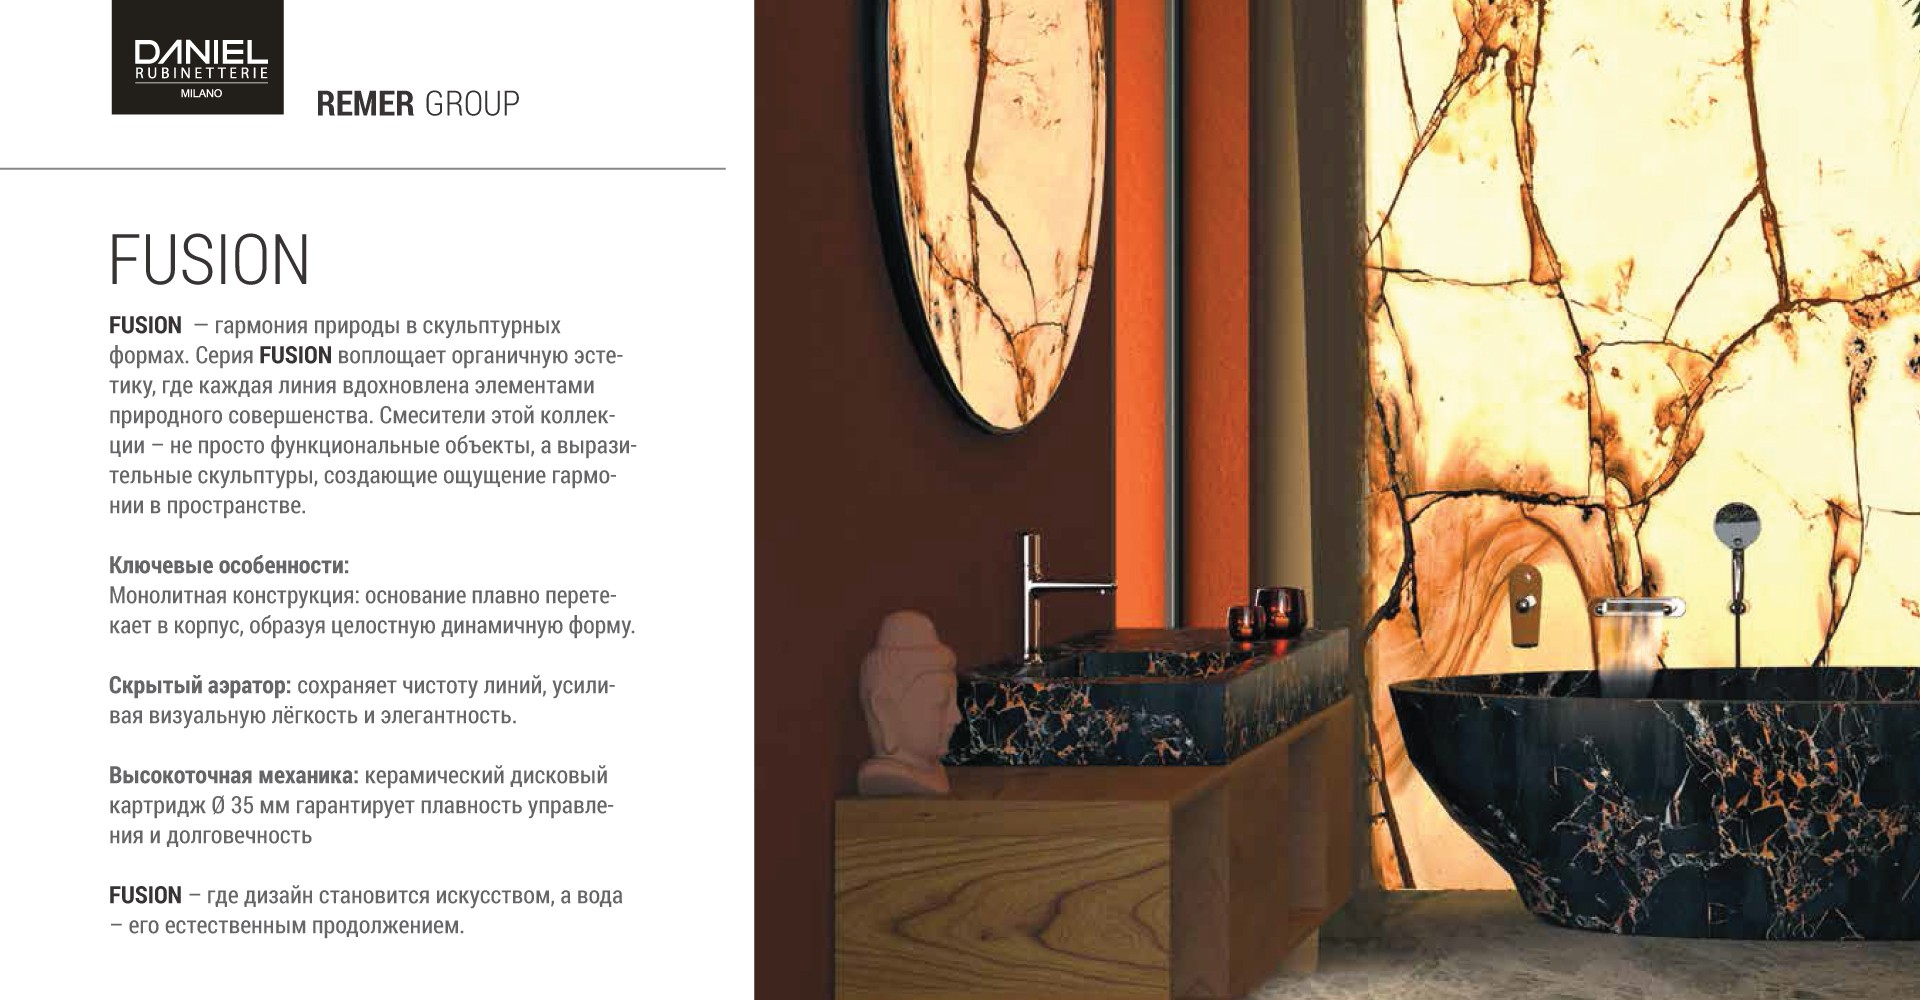 DANIEL
RUBINETTERIE
MILANO
REMER GROUP
FUSION
FUSION – гармония природы в скульптурных
формах. Серия FUSION воплощает органичную эсте-
тику, где каждая линия вдохновлена элементами
природного совершенства. Смесители этой коллек-
ции – не просто функциональные объекты, а вырази-
тельные скульптуры, создающие ощущение гармо-
нии в пространстве.
Ключевые особенности:
Монолитная конструкция: основание плавно перете-
кает в корпус, образуя целостную динамичную форму.
Скрытый аэратор: сохраняет чистоту линий, усили-
вая визуальную лёгкость и элегантность.
Высокоточная механика: керамический дисковый
картридж Ø 35 мм гарантирует плавность управле-
ния и долговечность
FUSION – где дизайн становится искусством, а вода
– его естественным продолжением.